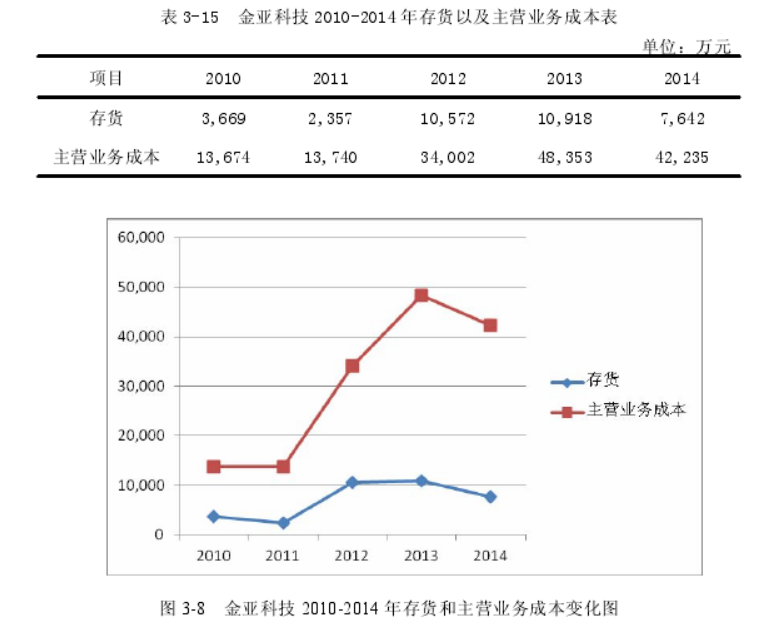 表 3-15 金亚科技 2010-2014 年存货以及主营业务成本表
单位：万元
项目 2010 2011 2012 2013 2014
存货 3,669 2,357 10,572 10,918 7,642
主营业务成本 13,674 13,740 34,002 48,353 42,235
60,000
50,000
40,000
30,000
20,000
10,000
0
2010 2011 2012 2013 2014
存货
主营业务成本
图 3-8 金亚科技 2010-2014 年存货和主营业务成本变化图